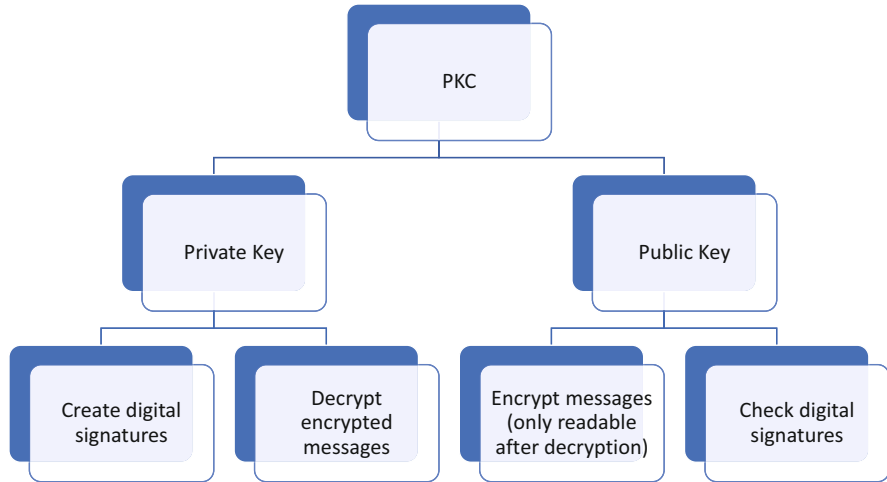 PKC
Private Key
Public Key
Create digital
signatures
Decrypt
encrypted
messages
Encrypt messages
(only readable
after decryption)
Check digital
signatures